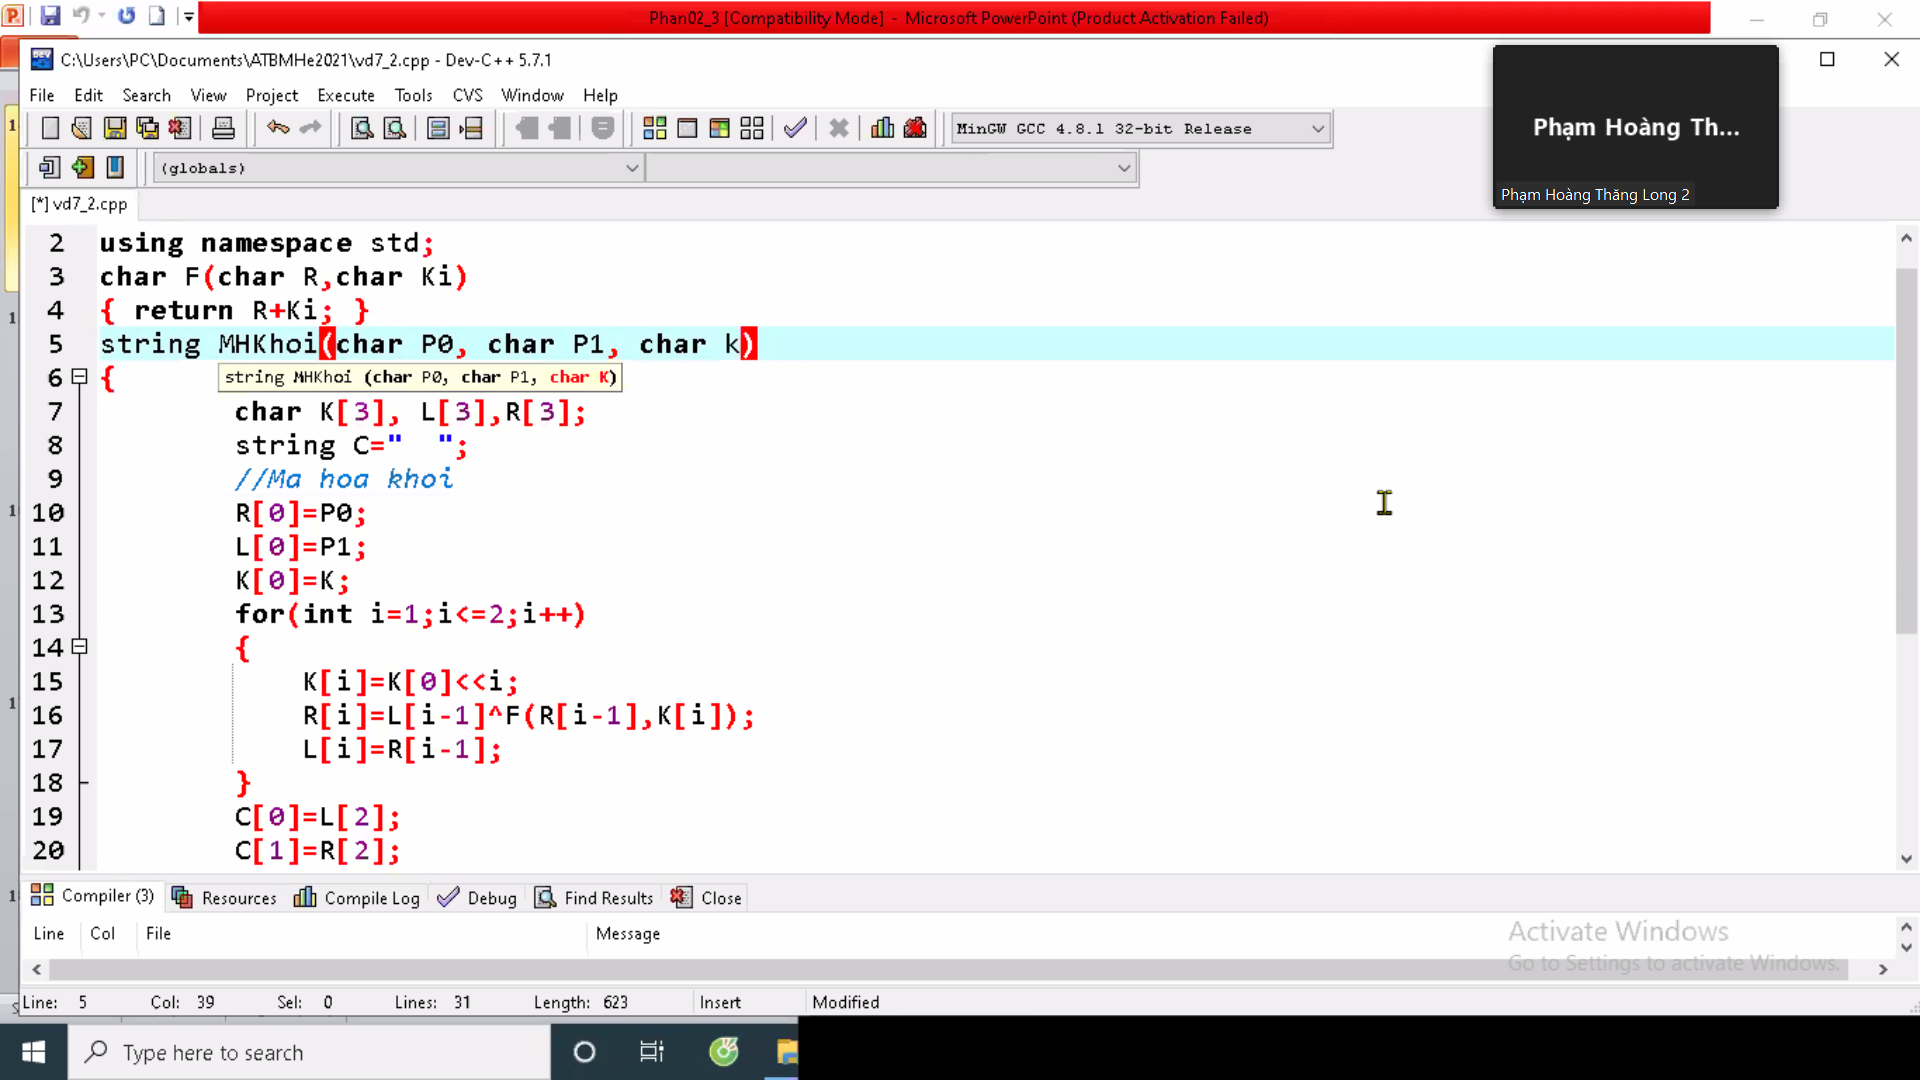 Phan02_3 [Compatibility Mode] - Microsoft PowerPoint (Product Activation Failed)
C:\Users\PC\Documents\ATBMHe2021\vd7_2.cpp - Dev-C++ 5.7.1
File Edit Search View Project Execute Tools CVS Window Help
MinGW GCC 4.8.1 32-bit Release
Phạm Hoàng Th...
Phạm Hoàng Thăng Long 2
(globals)
[*] vd7_2.cpp
2 using namespace std;
3 char F(char R,char Ki)
4 { return R+Ki; }
5 string MHKhoi(char P0, char P1, char k)
string MHKhoi (char P0, char P1, char K)
6 {
7 char K[3], L[3],R[3];
8 string C="  ";
9 //Ma hoa khoi
10 R[0]=P0;
11 L[0]=P1;
12 K[0]=K;
13 for(int i=1;i<=2;i++)
14 {
15 K[i]=K[0]<<i;
16 R[i]=L[i-1]^F(R[i-1],K[i]);
17 L[i]=R[i-1];
18 }
19 C[0]=L[2];
20 C[1]=R[2];
Compiler (3) Resources Compile Log Debug Find Results Close
Line Col File Message
Activate Windows
Go to Settings to activate Windows.
Line: 5 Col: 39 Sel: 0 Lines: 31 Length: 623 Insert Modified
Type here to search